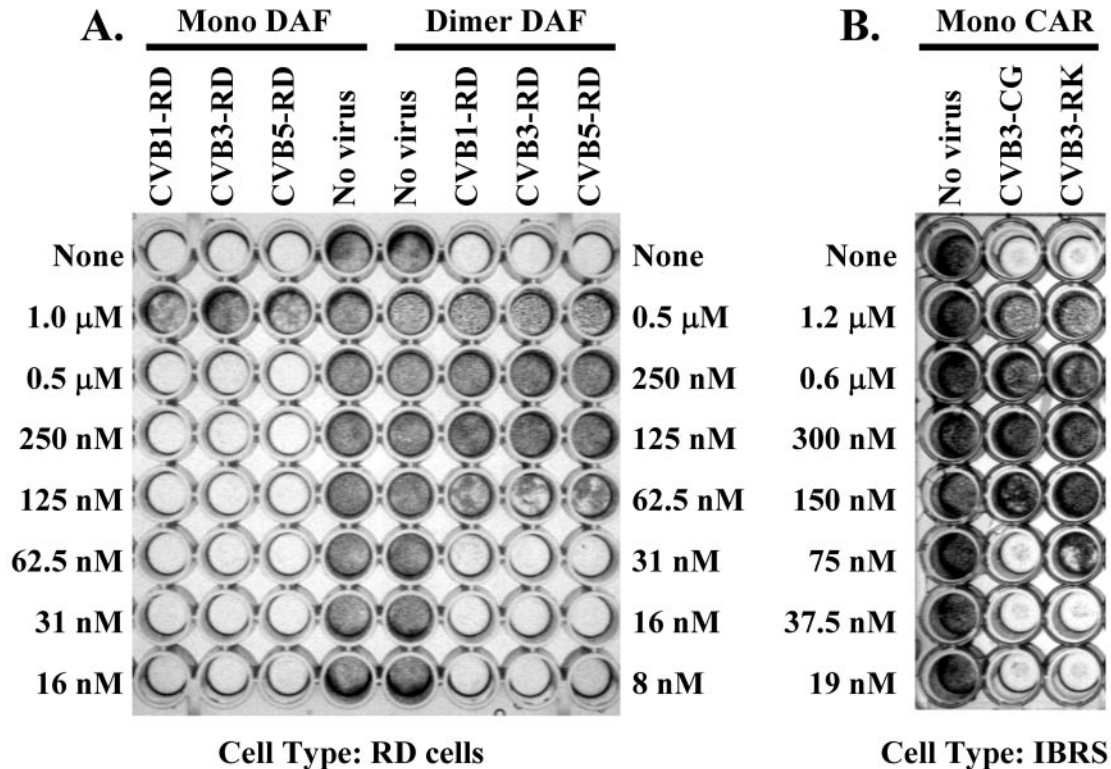 A.
Mono DAF
Dimer DAF
CVB1-RD
CVB3-RD
CVB5-RD
No virus
No virus
CVB1-RD
CVB3-RD
CVB5-RD
None
1.0 μM
0.5 μM
250 nM
125 nM
62.5 nM
31 nM
16 nM
None
0.5 μM
250 nM
125 nM
62.5 nM
31 nM
16 nM
8 nM
Cell Type: RD cells
B.
Mono CAR
No virus
CVB3-CG
CVB3-RK
None
1.2 μM
0.6 μM
300 nM
150 nM
75 nM
37.5 nM
19 nM
Cell Type: IBRS